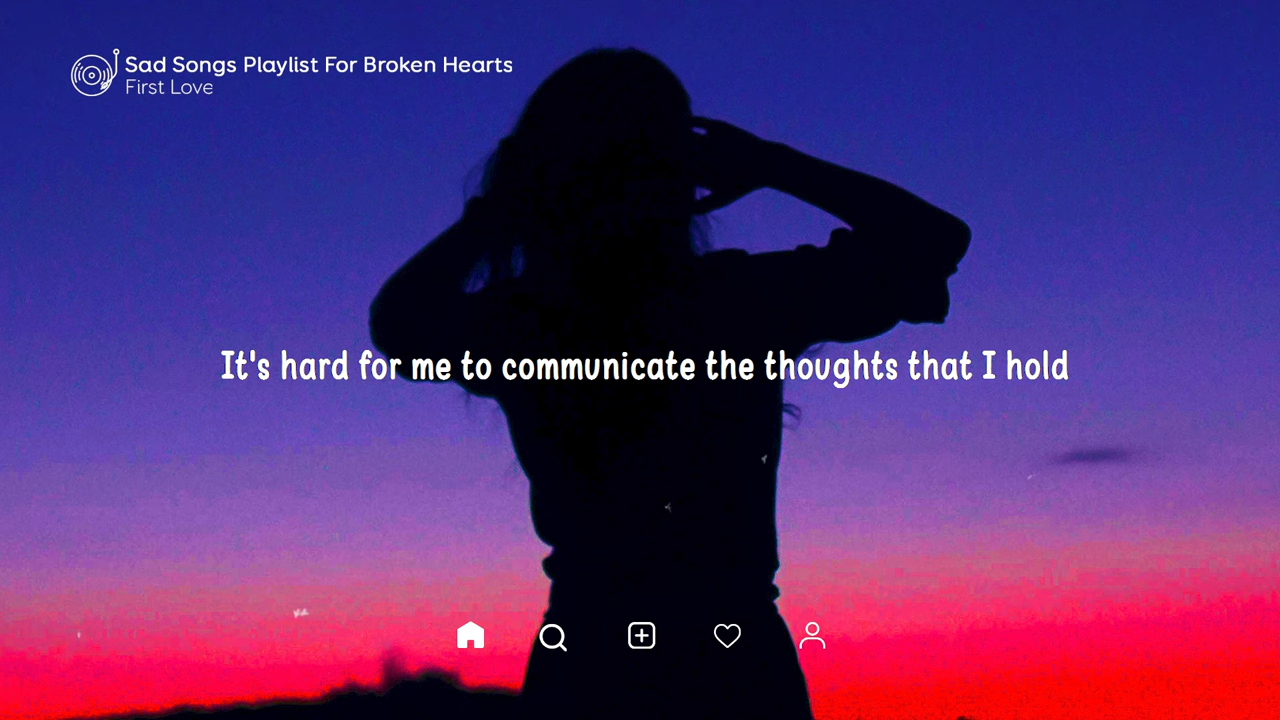 Sad Songs Playlist For Broken Hearts
First Love
It's hard for me to communicate the thoughts that I hold